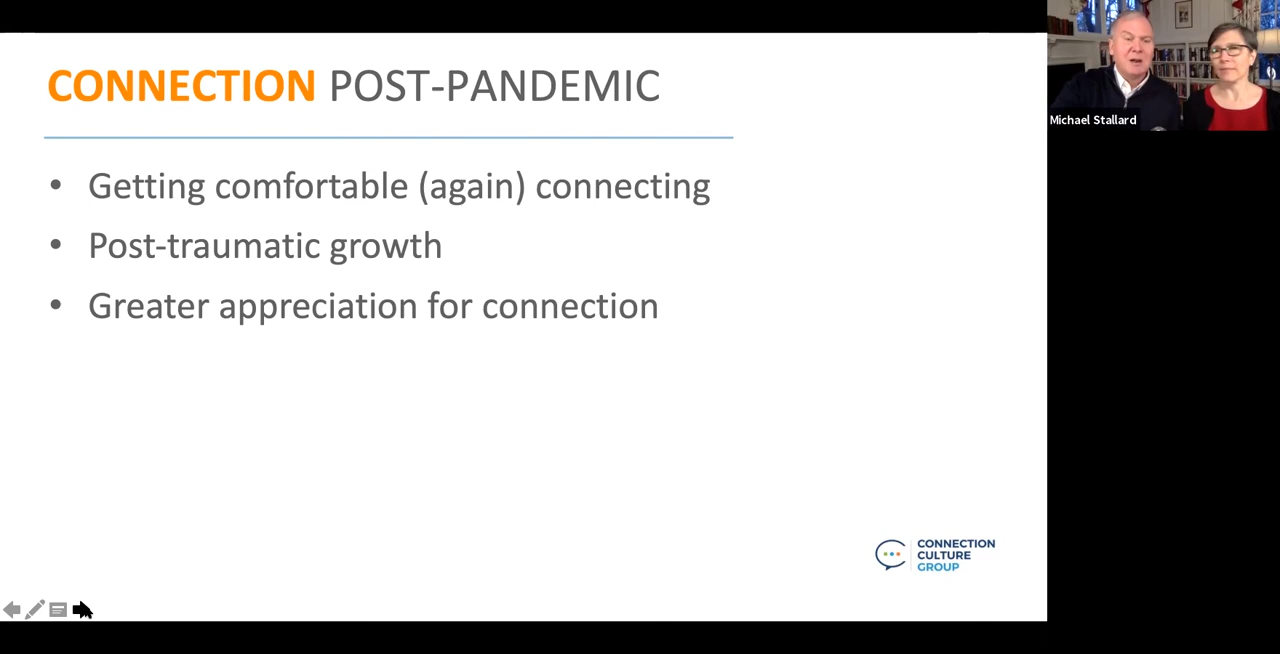 CONNECTION POST-PANDEMIC
• Getting comfortable (again) connecting
• Post-traumatic growth
• Greater appreciation for connection
CONNECTION
CULTURE
GROUP
Michael Stallard